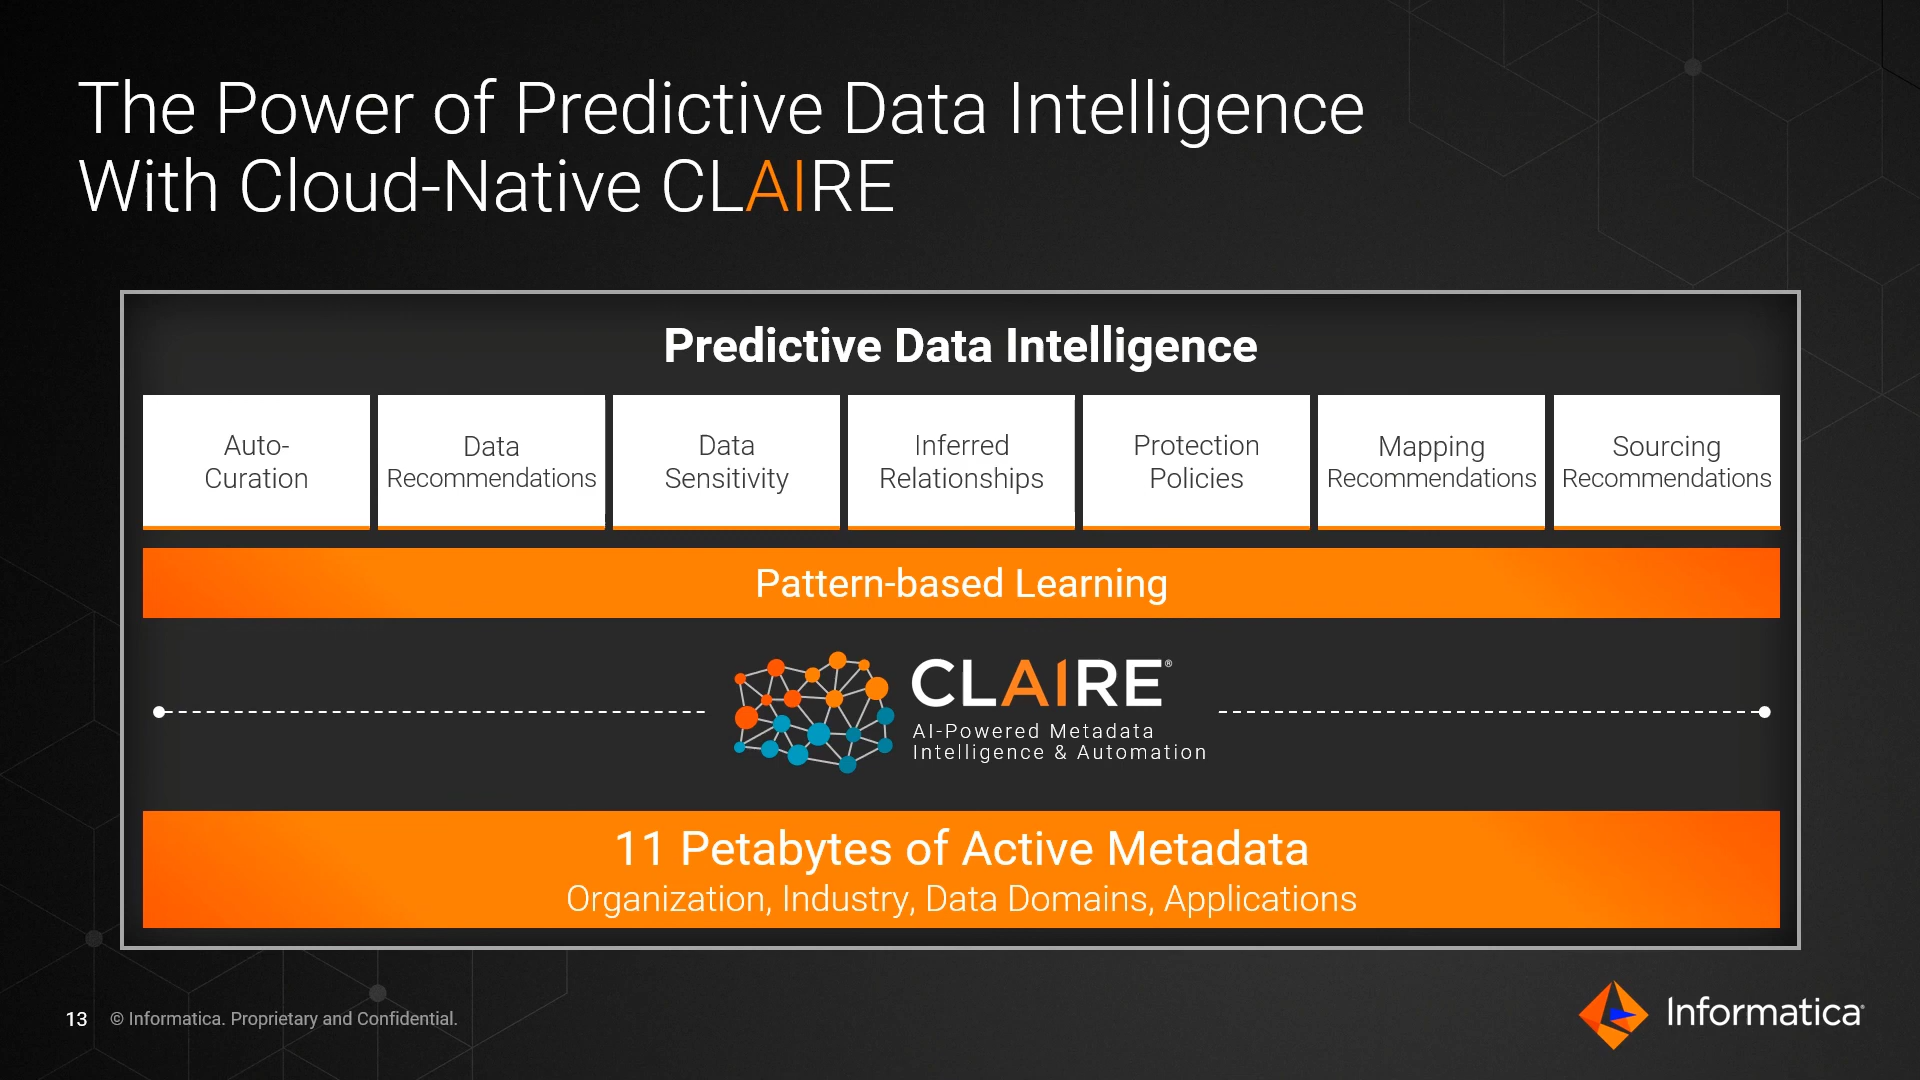 The Power of Predictive Data Intelligence
With Cloud-Native CLAIRE
Predictive Data Intelligence
Auto-
Curation
Data
Recommendations
Data
Sensitivity
Inferred
Relationships
Protection
Policies
Mapping
Recommendations
Sourcing
Recommendations
Pattern-based Learning
CLAIRE®
AI-Powered Metadata
Intelligence & Automation
11 Petabytes of Active Metadata
Organization, Industry, Data Domains, Applications
13 © Informatica. Proprietary and Confidential.
Informatica